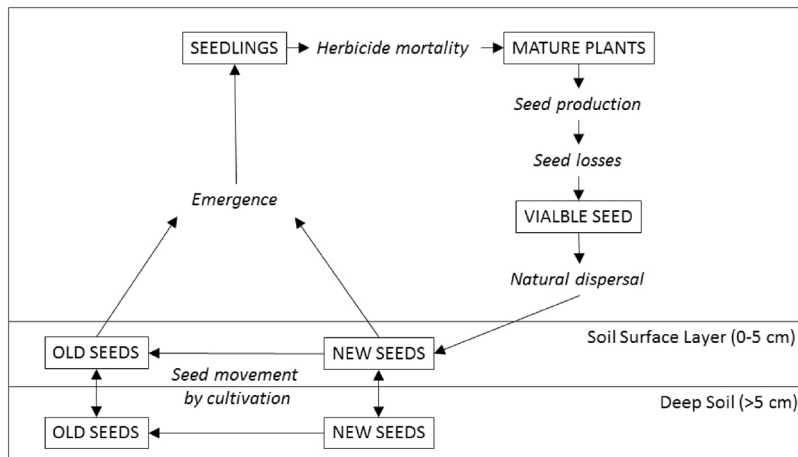 SEEDLINGS
Herbicide mortality
MATURE PLANTS
Seed production
Seed losses
Emergence
VIALBLE SEED
Natural dispersal
Soil Surface Layer (0-5 cm)
OLD SEEDS
NEW SEEDS
Seed movement
by cultivation
Deep Soil (>5 cm)
OLD SEEDS
NEW SEEDS